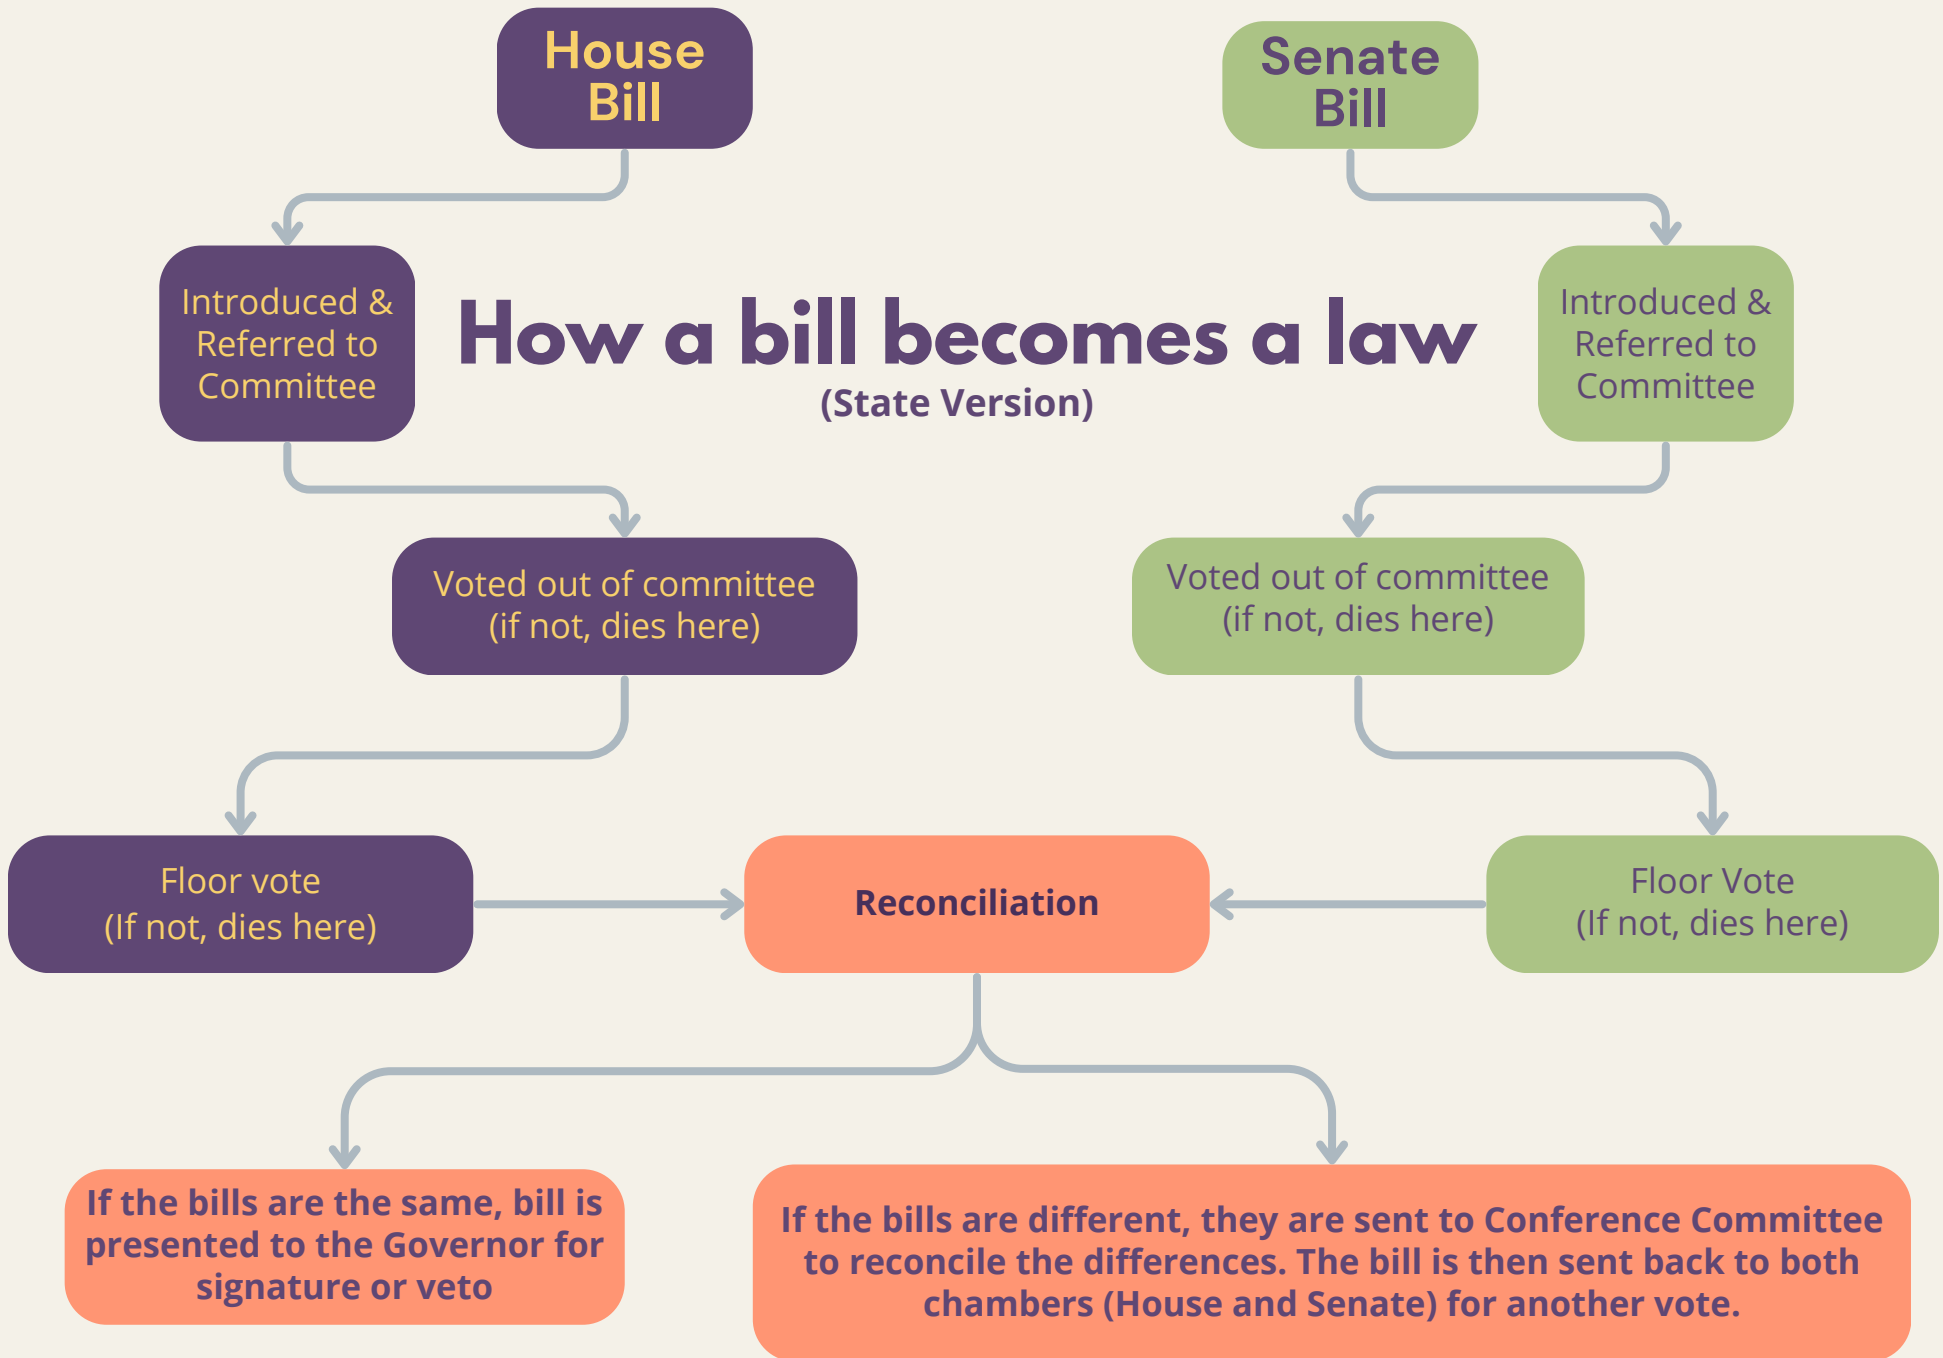 House
Bill
Senate
Bill
Introduced &
Referred to
Committee
How a bill becomes a law
(State Version)
Introduced &
Referred to
Committee
Voted out of committee
(if not, dies here)
Voted out of committee
(if not, dies here)
Floor vote
(If not, dies here)
Reconciliation
Floor Vote
(If not, dies here)
If the bills are the same, bill is
presented to the Governor for
signature or veto
If the bills are different, they are sent to Conference Committee
to reconcile the differences. The bill is then sent back to both
chambers (House and Senate) for another vote.